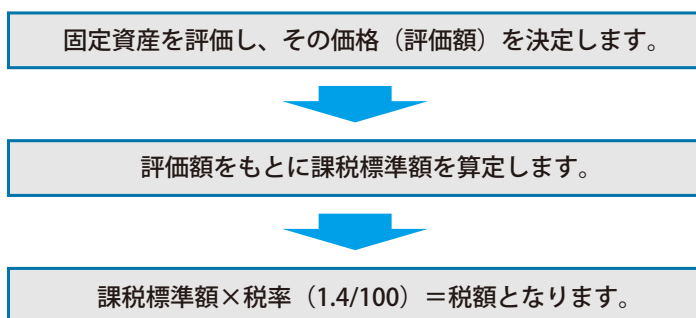 固定資産を評価し、その価格（評価額）を決定します。
評価額をもとに課税標準額を算定します。
課税標準額×税率（1.4/100）＝税額となります。